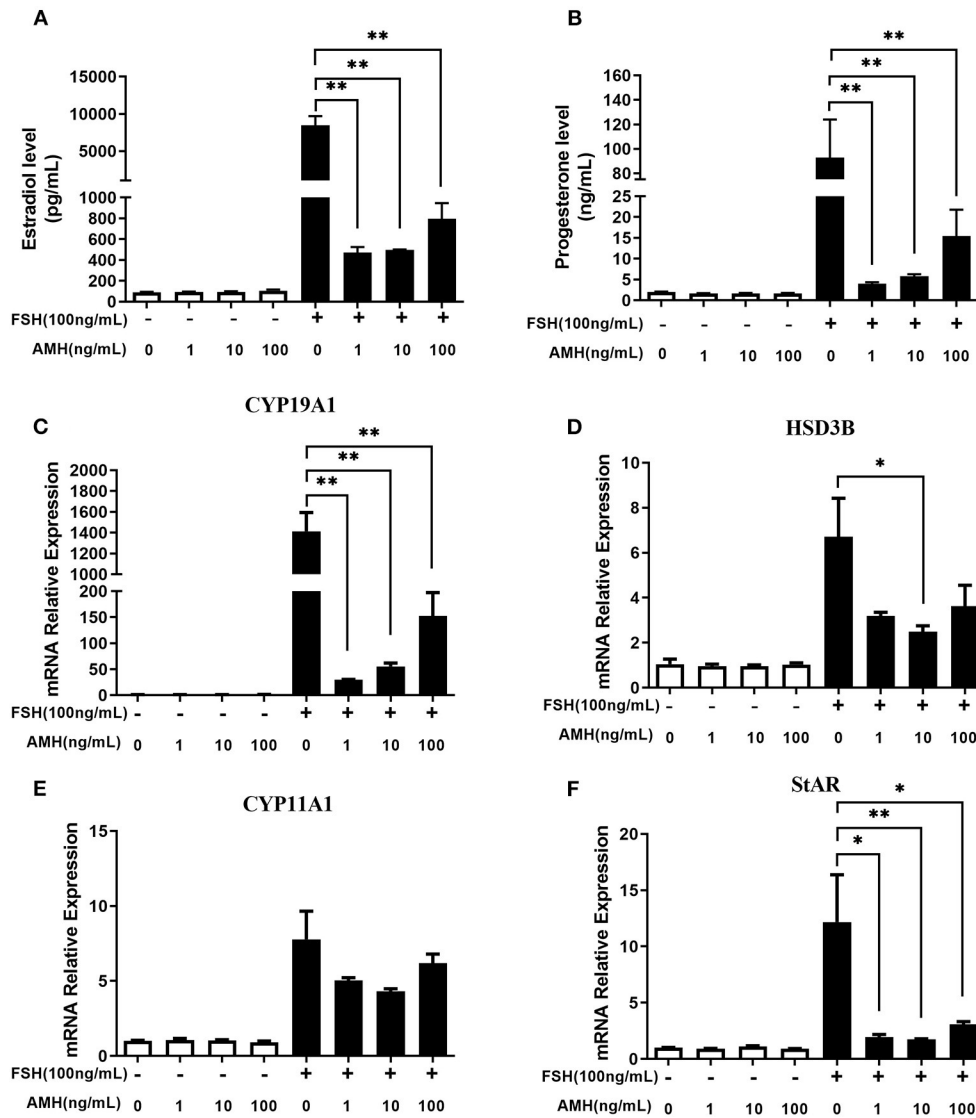 A
Estradiol level
(pg/mL)
15000
10000
5000
1000
800
600
400
200
0
** ** **
FSH(100ng/mL) - - - - + + + +
AMH(ng/mL) 0 1 10 100 0 1 10 100
B
Progesterone level
(ng/mL)
160
140
120
100
80
60
40
25
20
15
10
5
0
** ** **
FSH(100ng/mL) - - - - + + + +
AMH(ng/mL) 0 1 10 100 0 1 10 100
C
CYP19A1
mRNA Relative Expression
2000
1800
1600
1400
1200
1000
200
150
100
50
0
** ** **
FSH(100ng/mL) - - - - + + + +
AMH(ng/mL) 0 1 10 100 0 1 10 100
D
HSD3B
mRNA Relative Expression
10
8
6
4
2
0
*
FSH(100ng/mL) - - - - + + + +
AMH(ng/mL) 0 1 10 100 0 1 10 100
E
CYP11A1
mRNA Relative Expression
15
10
5
0
FSH(100ng/mL) - - - - + + + +
AMH(ng/mL) 0 1 10 100 0 1 10 100
F
StAR
mRNA Relative Expression
20
15
10
5
0
* ** *
FSH(100ng/mL) - - - - + + + +
AMH(ng/mL) 0 1 10 100 0 1 10 100